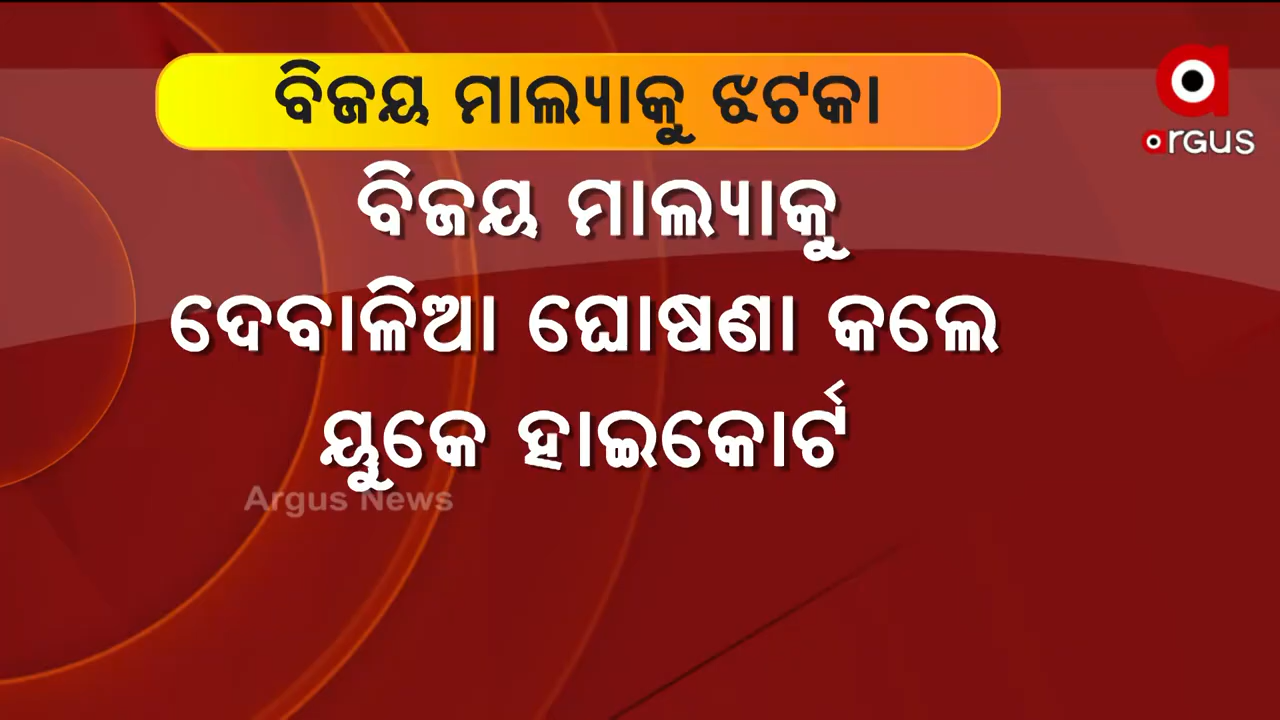 ବିଜୟ ମାଲ୍ୟାକୁ ଝଟକା
argus
ବିଜୟ ମାଲ୍ୟାକୁ
ଦେବାଳିଆ ଘୋଷଣା କଲେ
ୟୁକେ ହାଇକୋର୍ଟ
Argus News